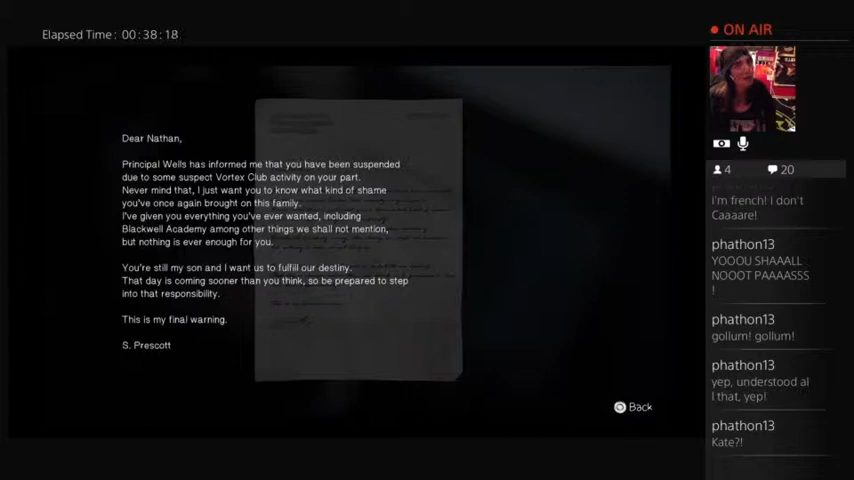 Elapsed Time: 00:38:18
ON AIR
Dear Nathan,
Principal Wells has informed me that you have been suspended
due to some suspect Vortex Club activity on your part.
Never mind that, I just want you to know what kind of shame
you've once again brought on this family.
I've given you everything you've ever wanted, including
Blackwell Academy among other things we shall not mention,
but nothing is ever enough for you.
You're still my son and I want us to fulfill our destiny.
That day is coming sooner than you think, so be prepared to step
into that responsibility.
This is my final warning.
S. Prescott
Back
4
20
I'm french! I don't
Caaare!
phathon13
YOOOU SHAAALL
NOOOT PAAAASSS
!
phathon13
gollum! gollum!
phathon13
yep, understood al
l that, yep!
phathon13
Kate?!